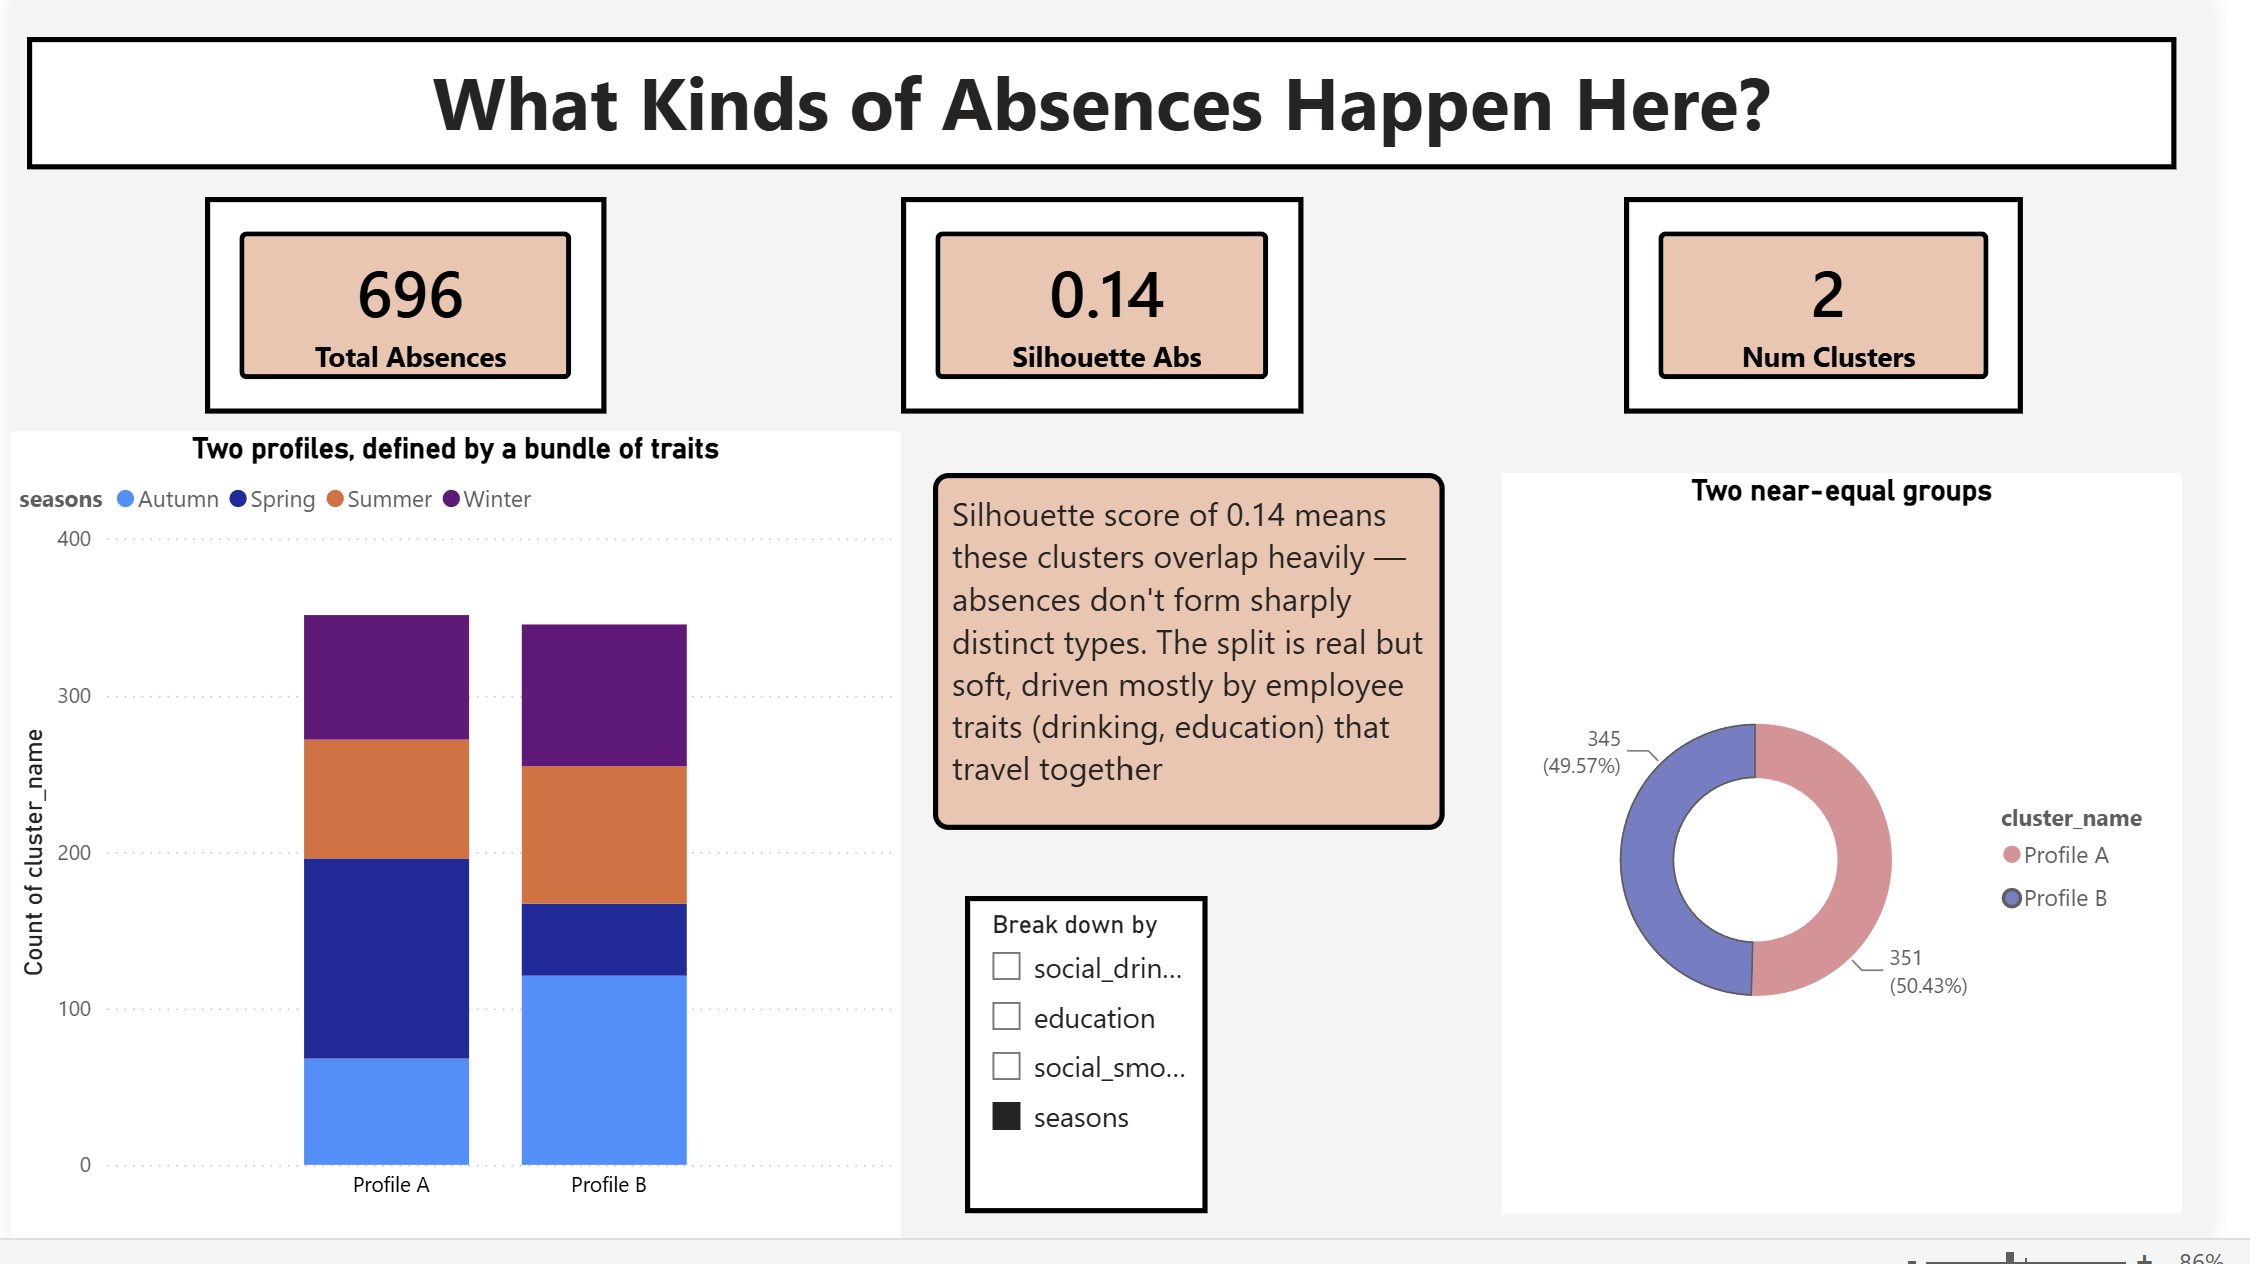 What Kinds of Absences Happen Here?
696
Total Absences
0.14
Silhouette Abs
2
Num Clusters
Two profiles, defined by a bundle of traits
seasons Autumn Spring Summer Winter
400
300
200
100
0
Count of cluster_name
Profile A
Profile B
Silhouette score of 0.14 means
these clusters overlap heavily —
absences don't form sharply
distinct types. The split is real but
soft, driven mostly by employee
traits (drinking, education) that
travel together
Break down by
social_drin...
education
social_smo...
seasons
Two near-equal groups
345
(49.57%)
cluster_name
Profile A
Profile B
351
(50.43%)
- + 86%